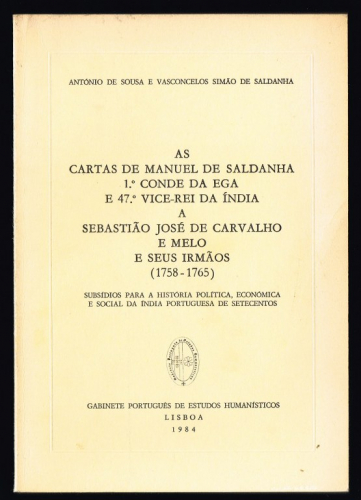 ANTÓNIO DE SOUSA E VASCONCELOS SIMÃO DE SALDANHA
AS
CARTAS DE MANUEL DE SALDANHA
1.º CONDE DA EGA
E 47.º VICE-REI DA ÍNDIA
A
SEBASTIÃO JOSÉ DE CARVALHO
E MELO
E SEUS IRMÃOS
(1758-1765)
SUBSÍDIOS PARA A HISTÓRIA POLÍTICA, ECONÓMICA
E SOCIAL DA ÍNDIA PORTUGUESA DE SETECENTOS
GABINETE PORTUGUÊS DE ESTUDOS HUMANÍSTICOS
LISBOA
1984